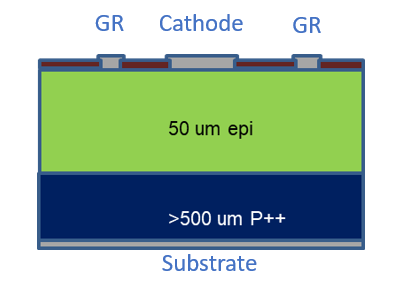 GR Cathode GR
50 um epi
>500 um P++
Substrate